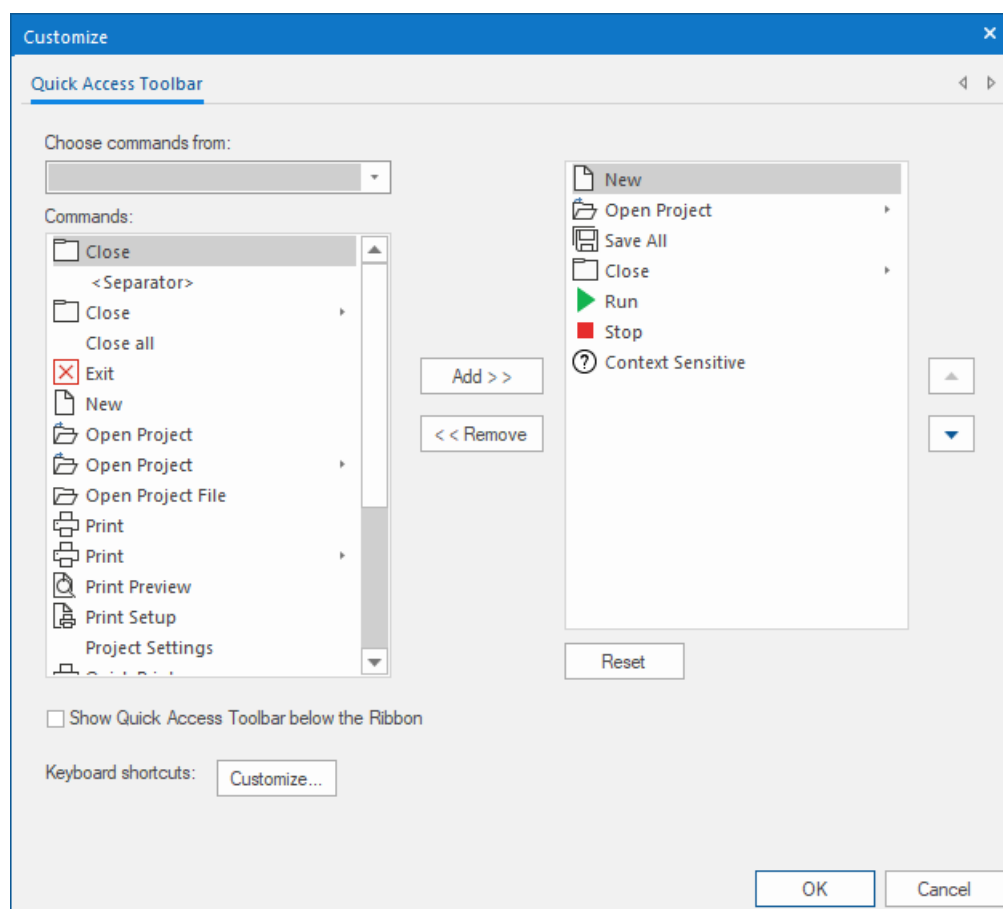 Customize
Quick Access Toolbar
Choose commands from:
Commands:
Close
<Separator>
Close
Close all
Exit
New
Open Project
Open Project
Open Project File
Print
Print
Print Preview
Print Setup
Project Settings
Add >>
<< Remove
New
Open Project
Save All
Close
Run
Stop
Context Sensitive
Reset
Show Quick Access Toolbar below the Ribbon
Keyboard shortcuts:
Customize...
OK
Cancel